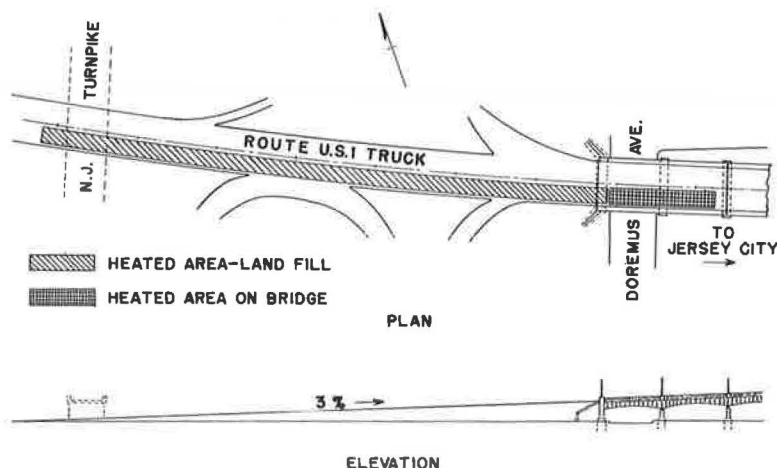 N.J. TURNPIKE
ROUTE U.S.1 TRUCK
DOREMUS AVE.
TO
JERSEY CITY
HEATED AREA-LAND FILL
HEATED AREA ON BRIDGE
PLAN
3 %
ELEVATION